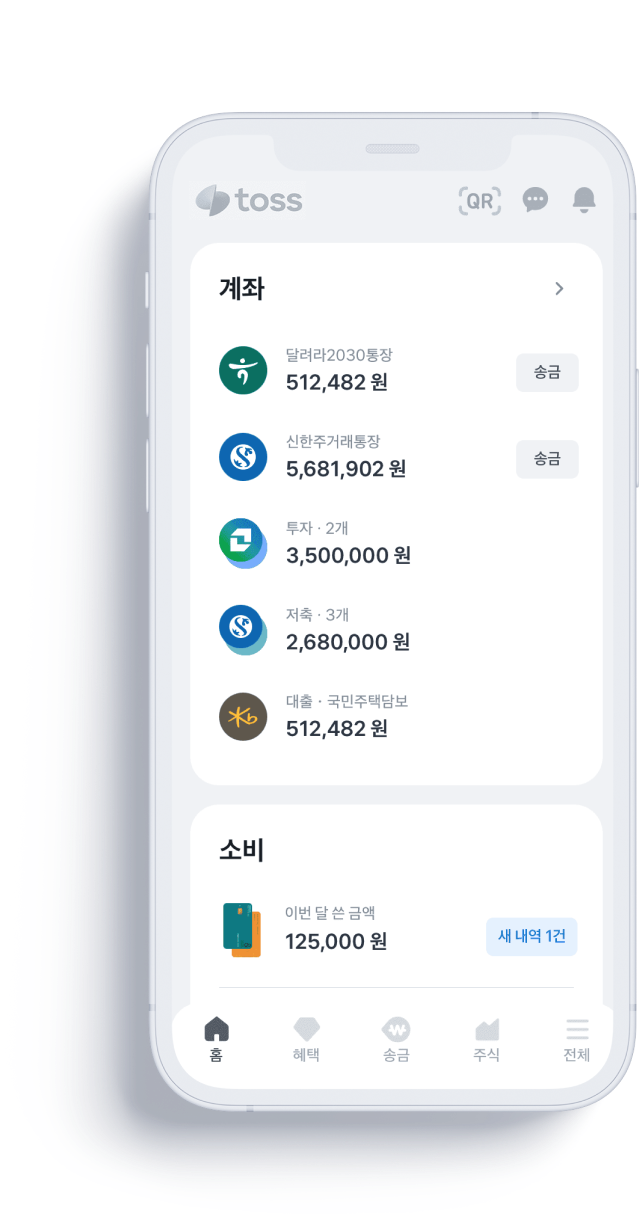 toss
QR
계좌
달려라2030통장
512,482 원
송금
신한주거래통장
5,681,902 원
송금
투자 · 2개
3,500,000 원
저축 · 3개
2,680,000 원
대출 · 국민주택담보
512,482 원
소비
이번 달 쓴 금액
125,000 원
새 내역 1건
홈
혜택
송금
주식
전체